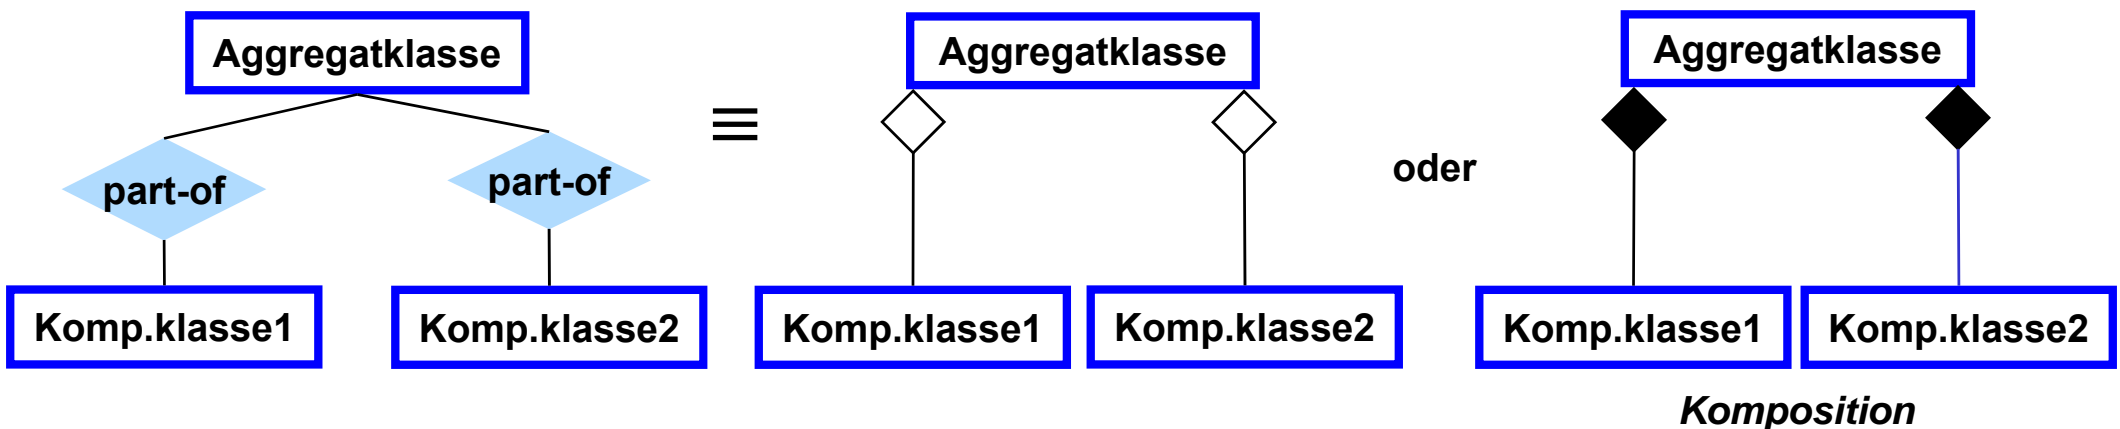 Aggregatklasse
part-of
part-of
Komp.klasse1
Komp.klasse2
≡
Aggregatklasse
Komp.klasse1
Komp.klasse2
oder
Aggregatklasse
Komp.klasse1
Komp.klasse2
Komposition